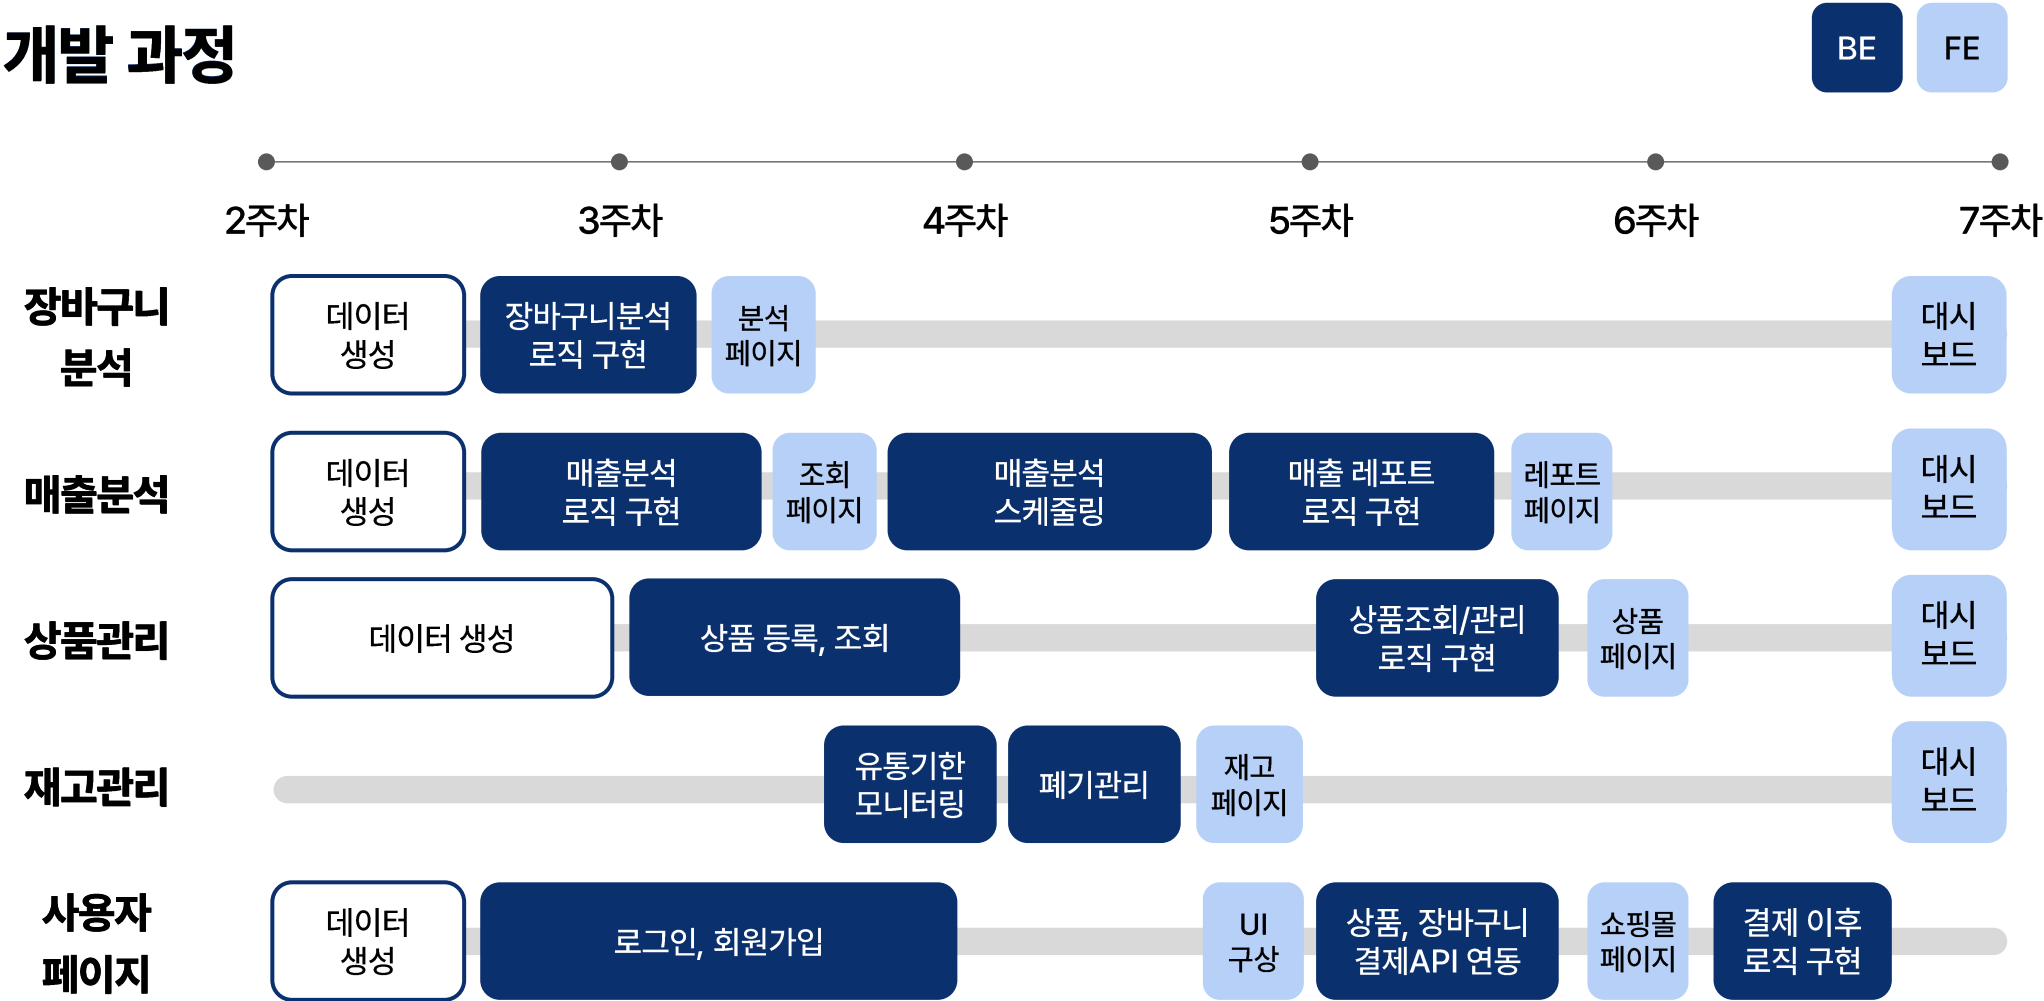 개발 과정
BE
FE
2주차
3주차
4주차
5주차
6주차
7주차
장바구니
분석
데이터
생성
장바구니분석
로직 구현
분석
페이지
대시
보드
매출분석
데이터
생성
매출분석
로직 구현
조회
페이지
매출분석
스케줄링
매출 레포트
로직 구현
레포트
페이지
대시
보드
상품관리
데이터 생성
상품 등록, 조회
상품조회/관리
로직 구현
상품
페이지
대시
보드
재고관리
유통기한
모니터링
폐기관리
재고
페이지
대시
보드
사용자
페이지
데이터
생성
로그인, 회원가입
UI
구상
상품, 장바구니
결제API 연동
쇼핑몰
페이지
결제 이후
로직 구현